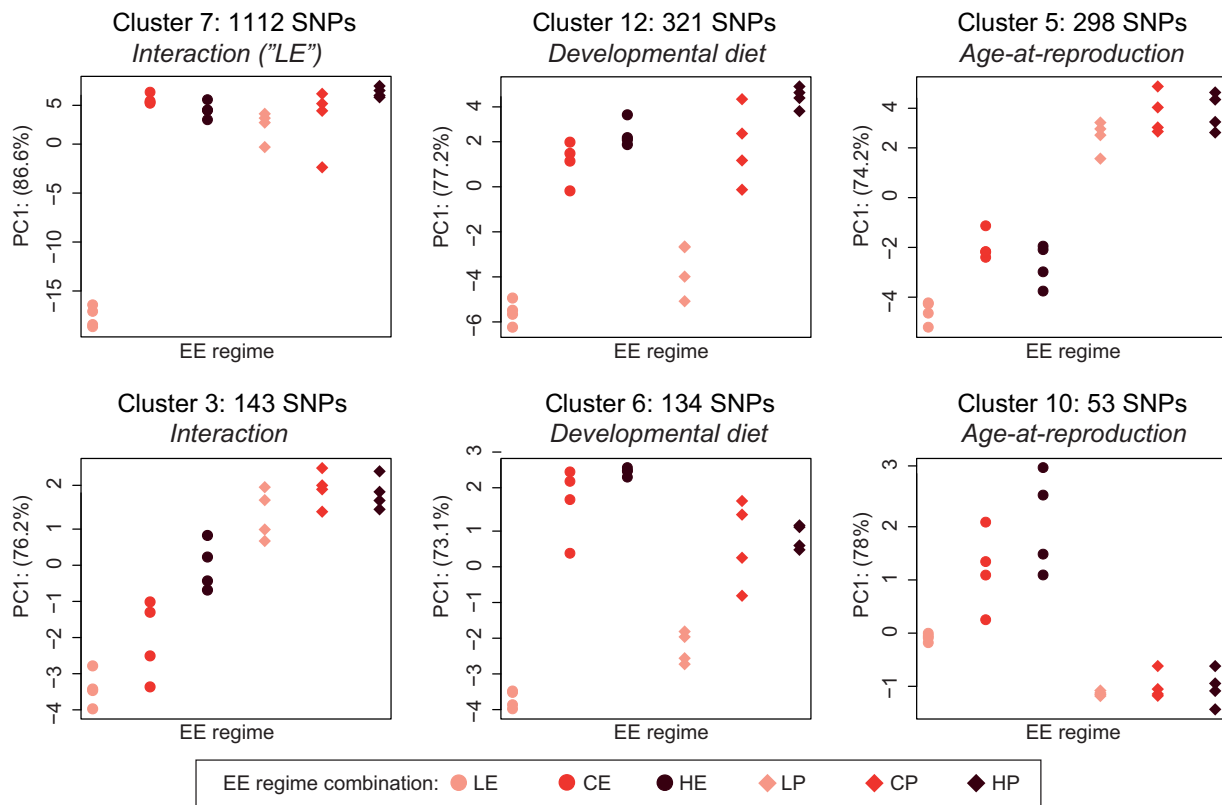 Cluster 7: 1112 SNPs
Interaction ("LE")
PC1: (86.6%)
5
0
−5
−10
−15
EE regime
Cluster 12: 321 SNPs
Developmental diet
PC1: (77.2%)
4
2
0
−2
−4
−6
EE regime
Cluster 5: 298 SNPs
Age-at-reproduction
PC1: (74.2%)
4
2
0
−2
−4
EE regime
Cluster 3: 143 SNPs
Interaction
PC1: (76.2%)
2
1
0
−1
−2
−3
−4
EE regime
Cluster 6: 134 SNPs
Developmental diet
PC1: (73.1%)
3
2
1
0
−1
−2
−3
−4
EE regime
Cluster 10: 53 SNPs
Age-at-reproduction
PC1: (78%)
3
2
1
0
−1
EE regime
EE regime combination: LE CE HE LP CP HP